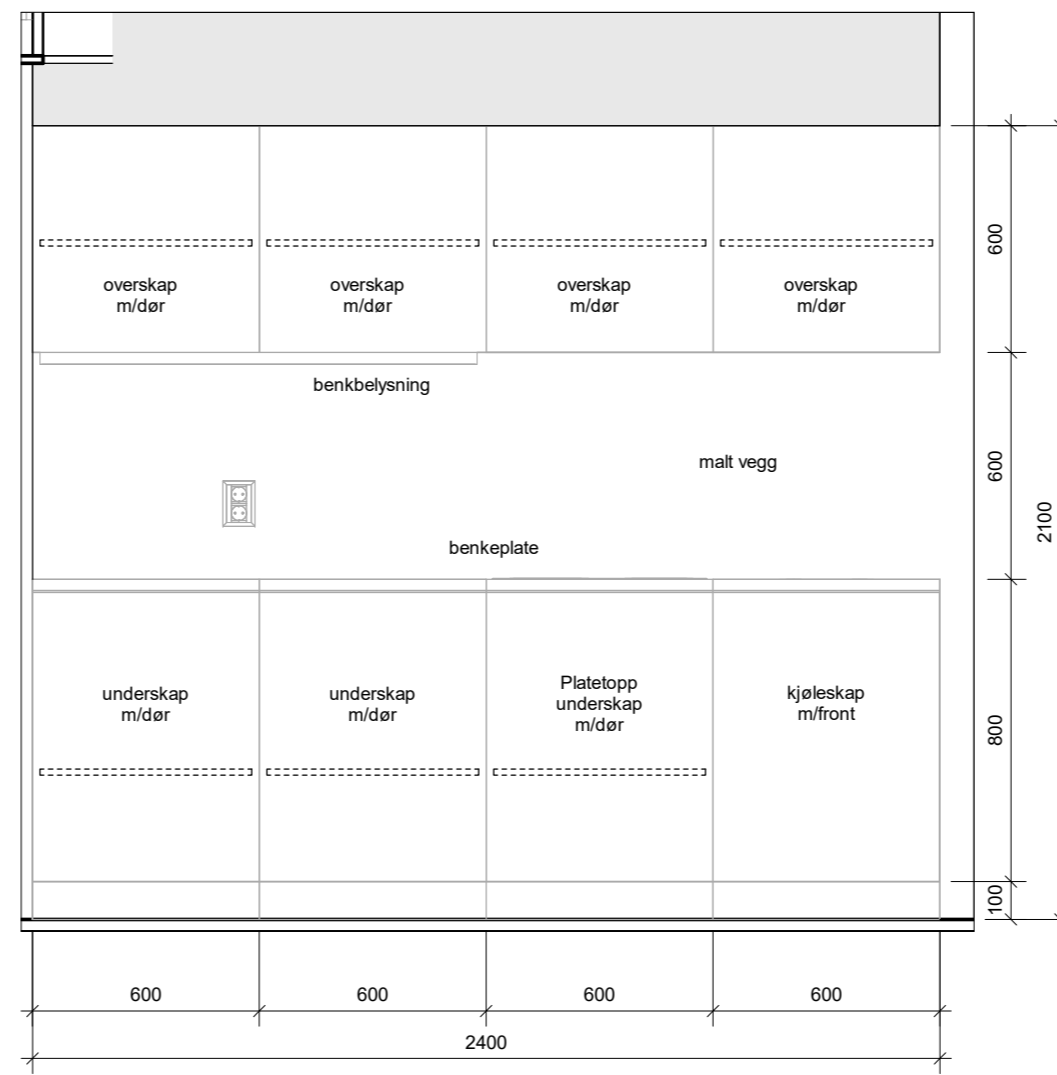 overskap
m/dør
overskap
m/dør
overskap
m/dør
overskap
m/dør
600
benkbelysning
malt vegg
600
2100
benkeplate
underskap
m/dør
underskap
m/dør
Platetopp
underskap
m/dør
kjøleskap
m/front
800
100
600
600
600
600
2400